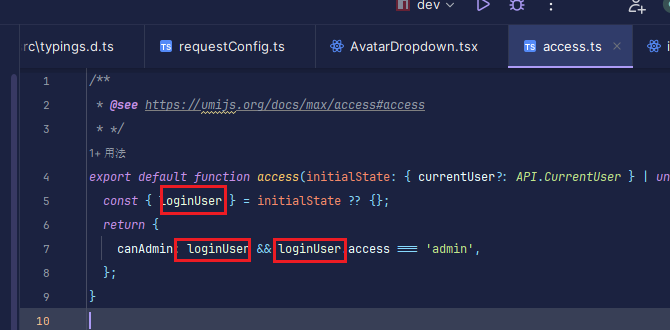 dev
rc\typings.d.ts
TS requestConfig.ts
AvatarDropdown.tsx
TS access.ts
1 /**
2 * @see https://umijs.org/docs/max/access#access
3 * */
1+ 用法
4 export default function access(initialState: { currentUser?: API.CurrentUser } | un
5 const { loginUser } = initialState ?? {};
6 return {
7 canAdmin: loginUser && loginUser.access === 'admin',
8 };
9 }
10